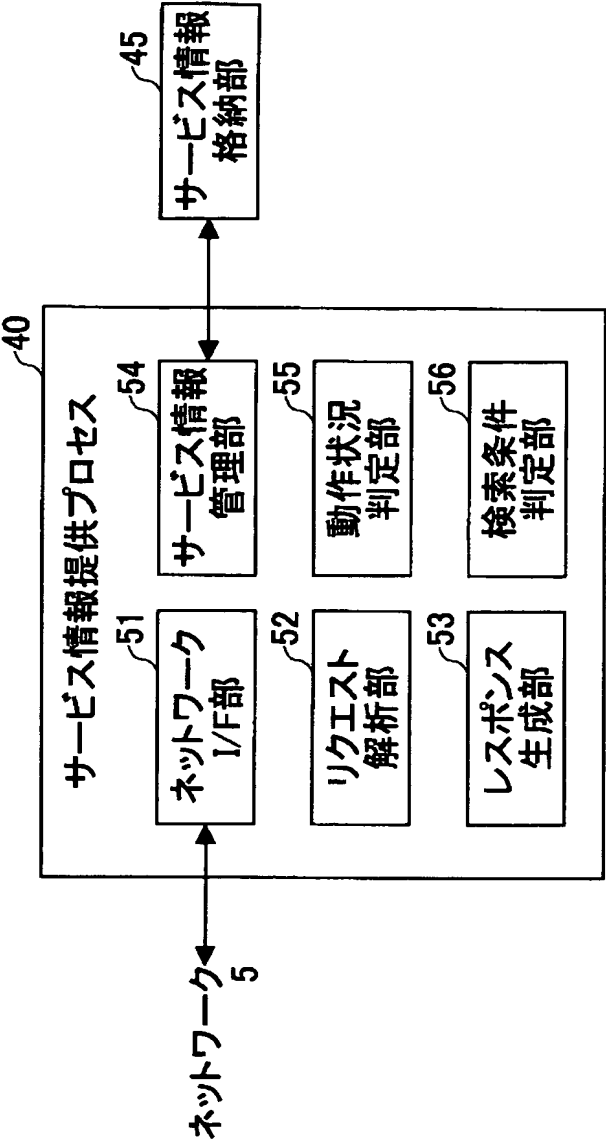 40
サービス情報提供プロセス
ネットワーク
5
51
ネットワーク
I/F部
54
サービス情報
管理部
45
サービス情報
格納部
52
リクエスト
解析部
55
動作状況
判定部
53
レスポンス
生成部
56
検索条件
判定部